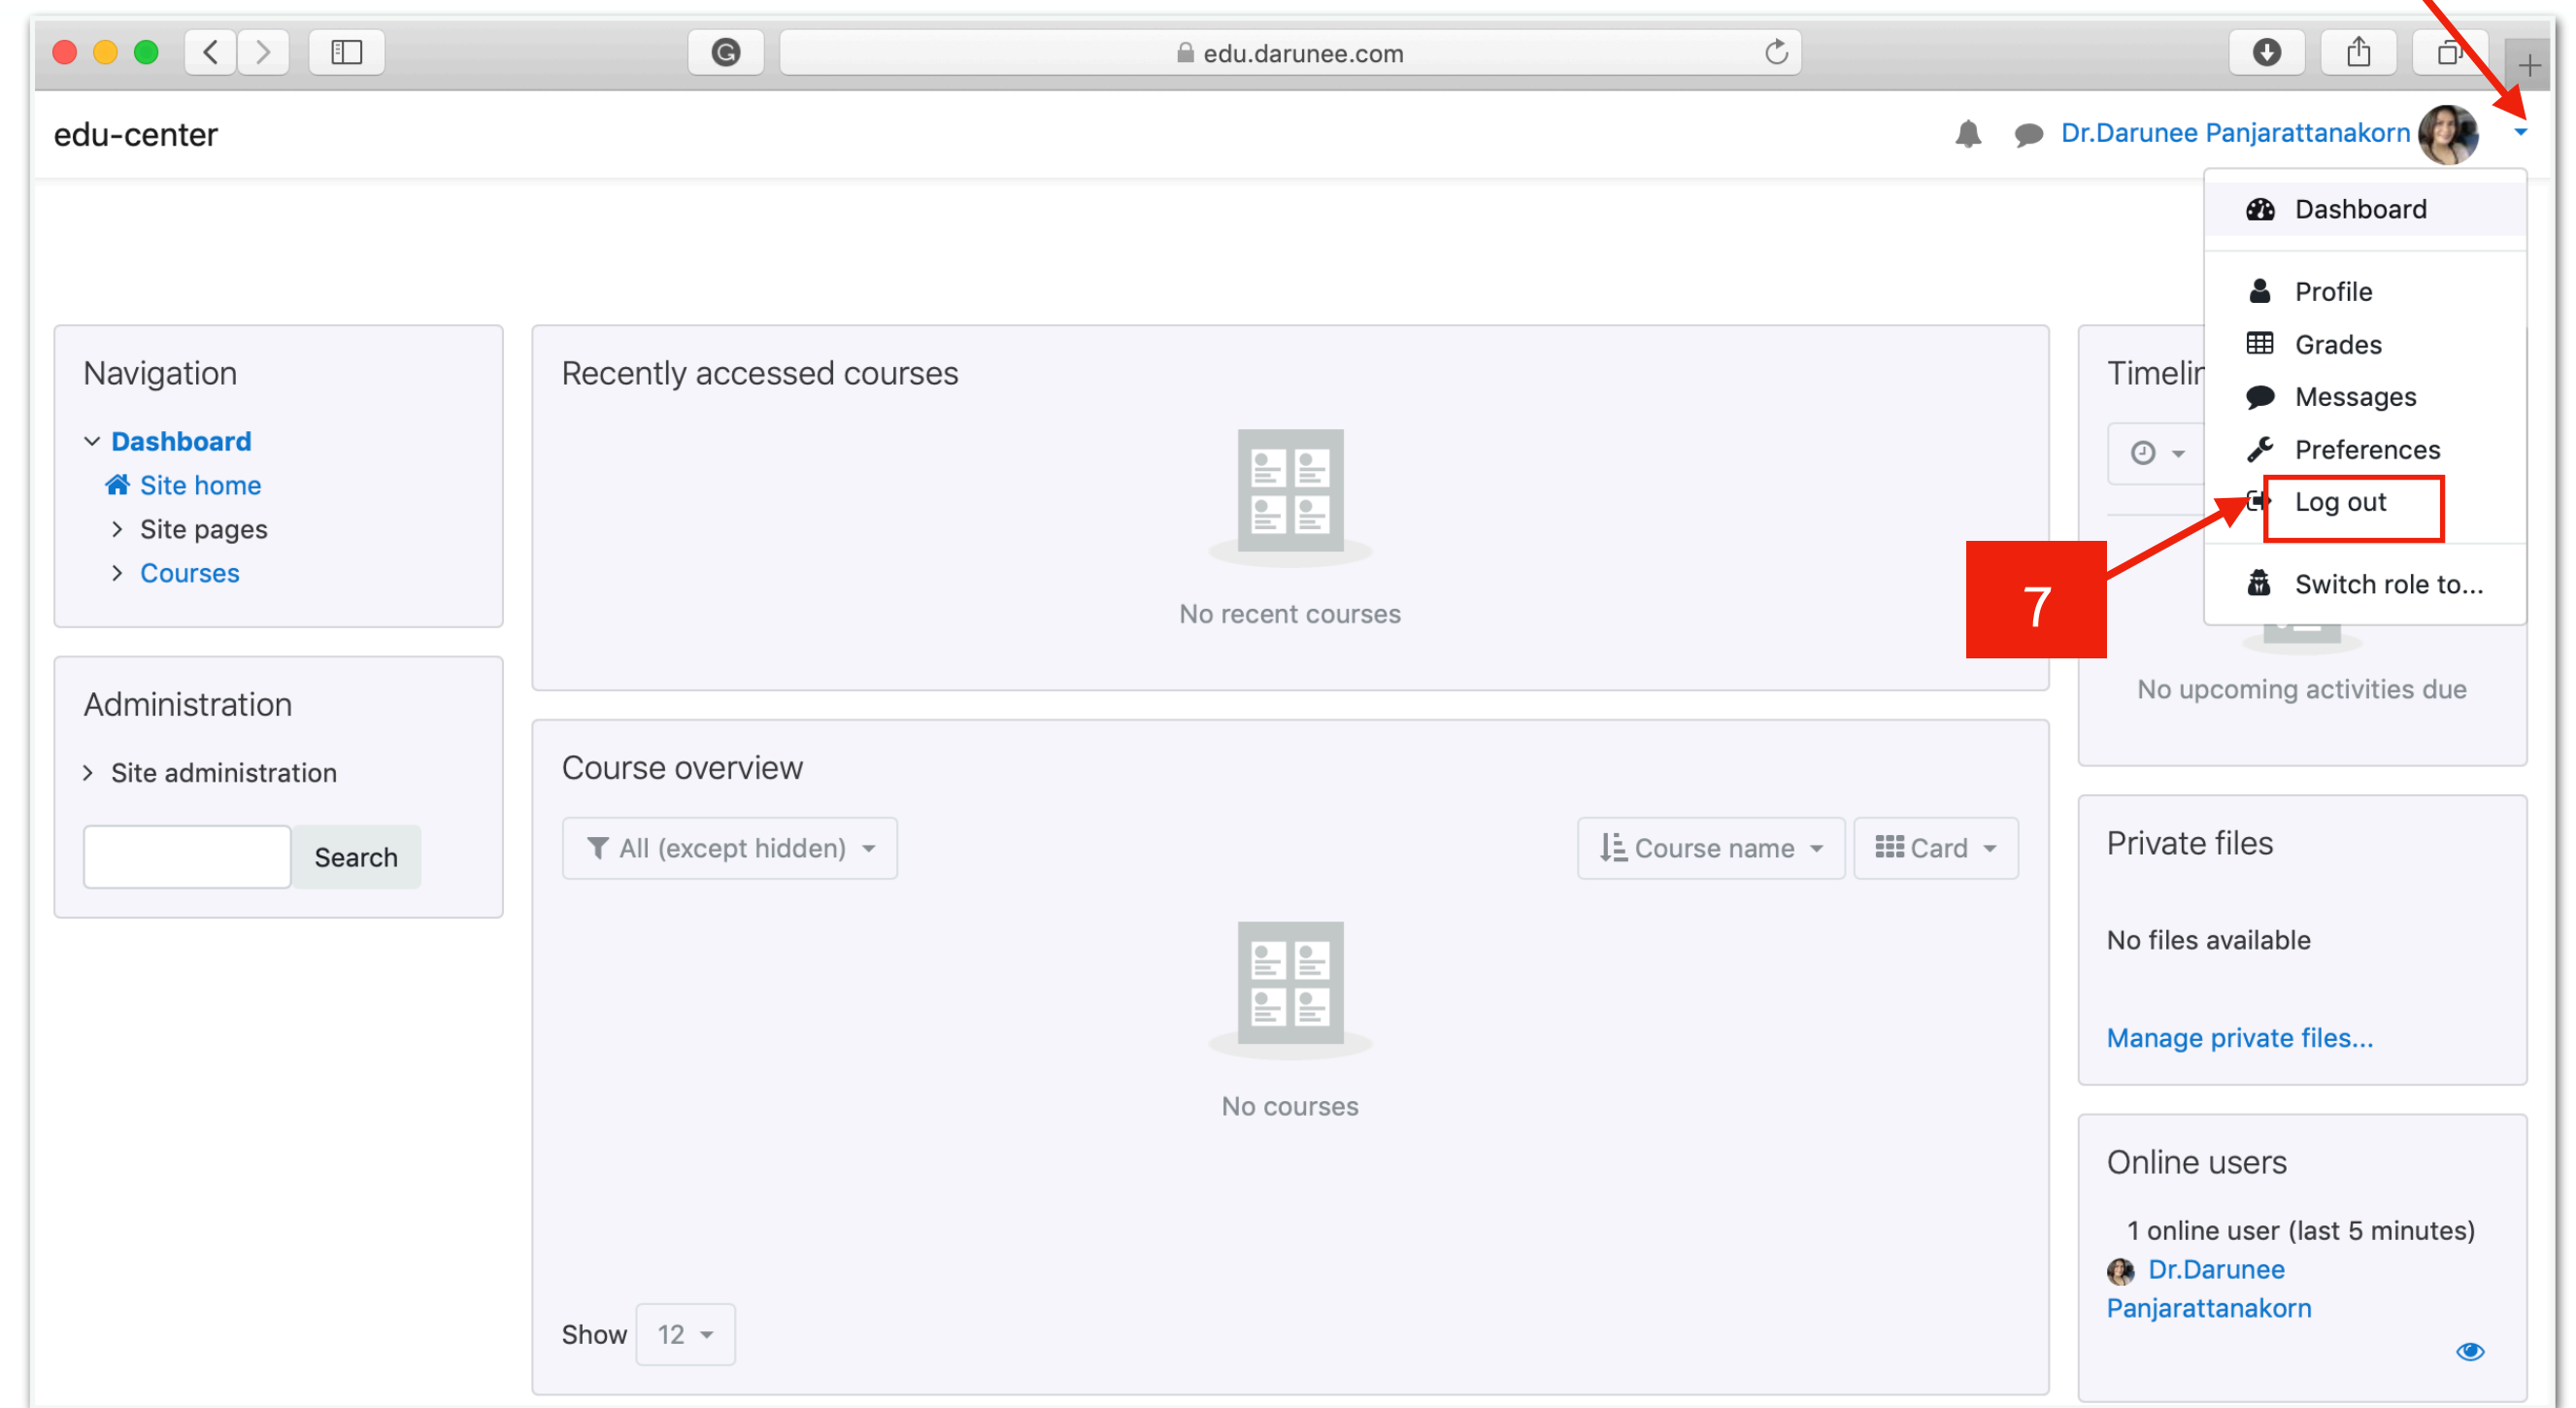 edu.darunee.com
edu-center
Dr.Darunee Panjarattanakorn
Dashboard
Profile
Grades
Messages
Preferences
Log out
Switch role to...
7
Navigation
Dashboard
Site home
Site pages
Courses
Administration
Site administration
Search
Recently accessed courses
No recent courses
Course overview
All (except hidden)
Course name
Card
No courses
Show 12
No upcoming activities due
Private files
No files available
Manage private files...
Online users
1 online user (last 5 minutes)
Dr.Darunee
Panjarattanakorn